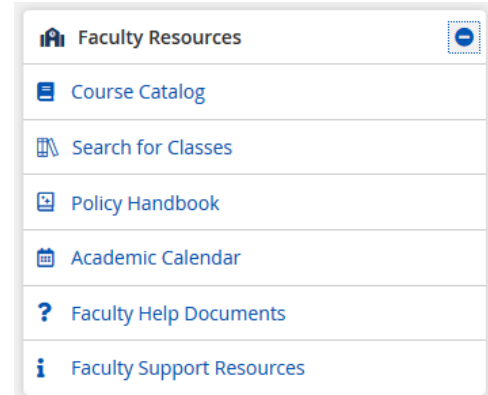 Faculty Resources
Course Catalog
Search for Classes
Policy Handbook
Academic Calendar
Faculty Help Documents
Faculty Support Resources